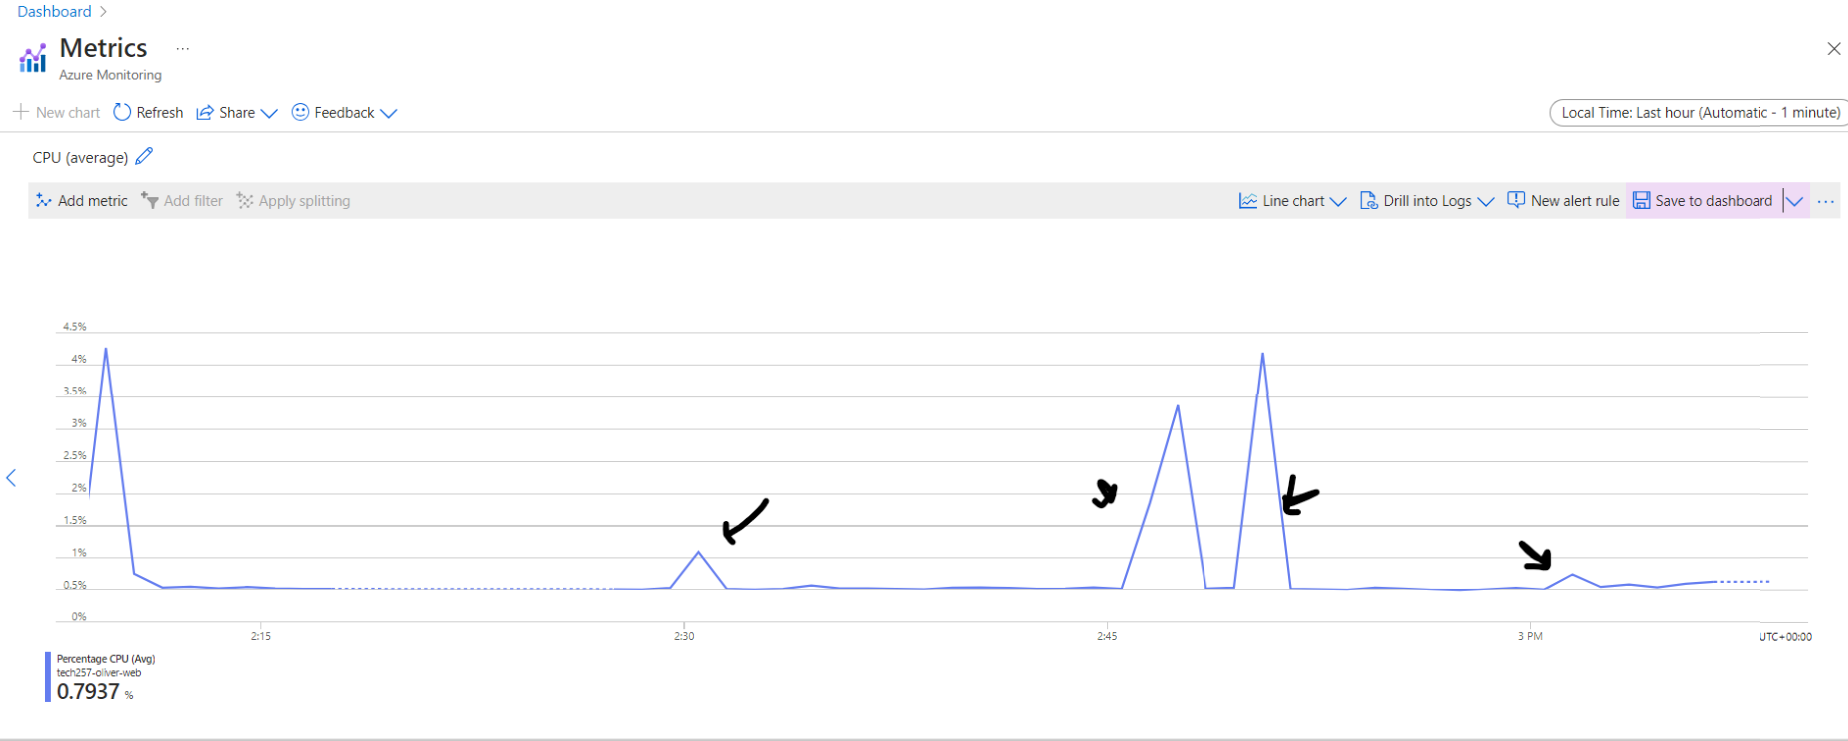 Dashboard >
Metrics ...
Azure Monitoring
New chart Refresh Share Feedback Local Time: Last hour (Automatic - 1 minute)
CPU (average)
Add metric Add filter Apply splitting Line chart Drill into Logs New alert rule Save to dashboard ...
4.5%
4%
3.5%
3%
2.5%
2%
1.5%
1%
0.5%
0%
2:15 2:30 2:45 3 PM UTC+00:00
Percentage CPU (Avg)
tech257-oliver-web
0.7937 %